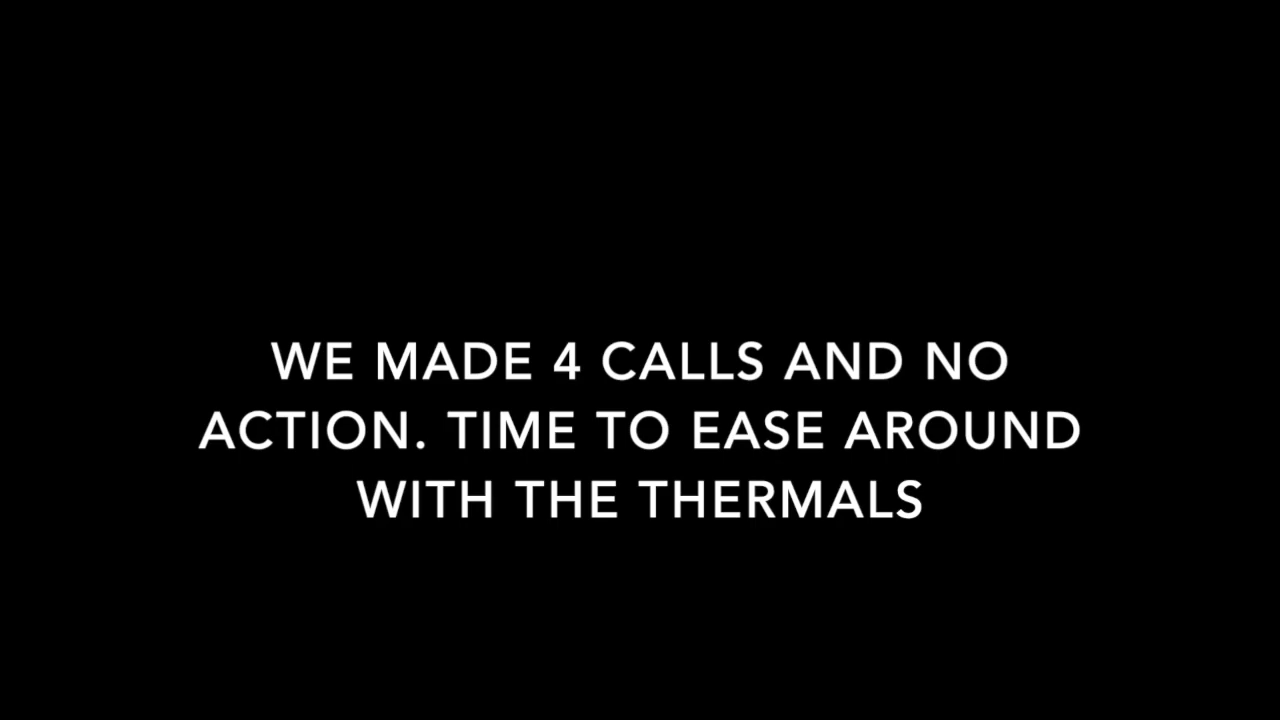 WE MADE 4 CALLS AND NO
ACTION. TIME TO EASE AROUND
WITH THE THERMALS